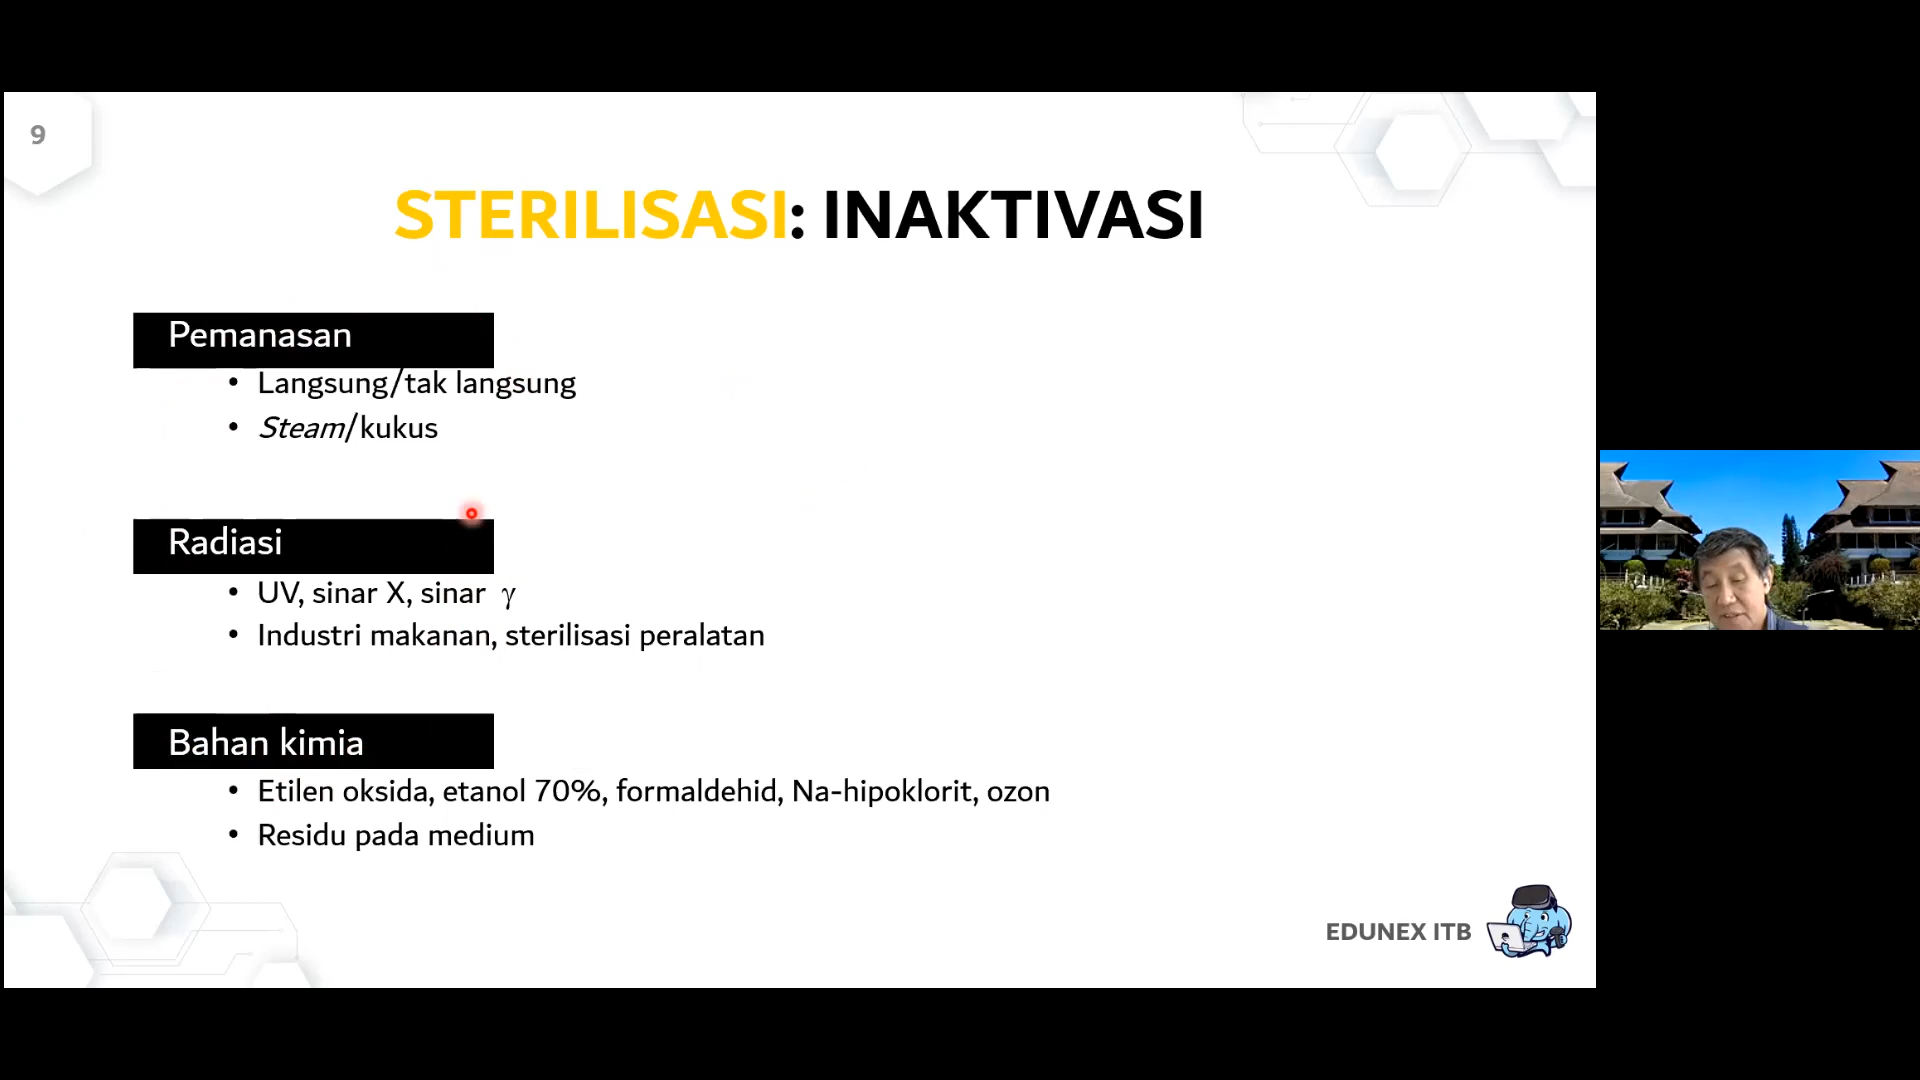 9
STERILISASI: INAKTIVASI
Pemanasan
• Langsung/tak langsung
• Steam/kukus
Radiasi
• UV, sinar X, sinar γ
• Industri makanan, sterilisasi peralatan
Bahan kimia
• Etilen oksida, etanol 70%, formaldehid, Na-hipoklorit, ozon
• Residu pada medium
EDUNEX ITB